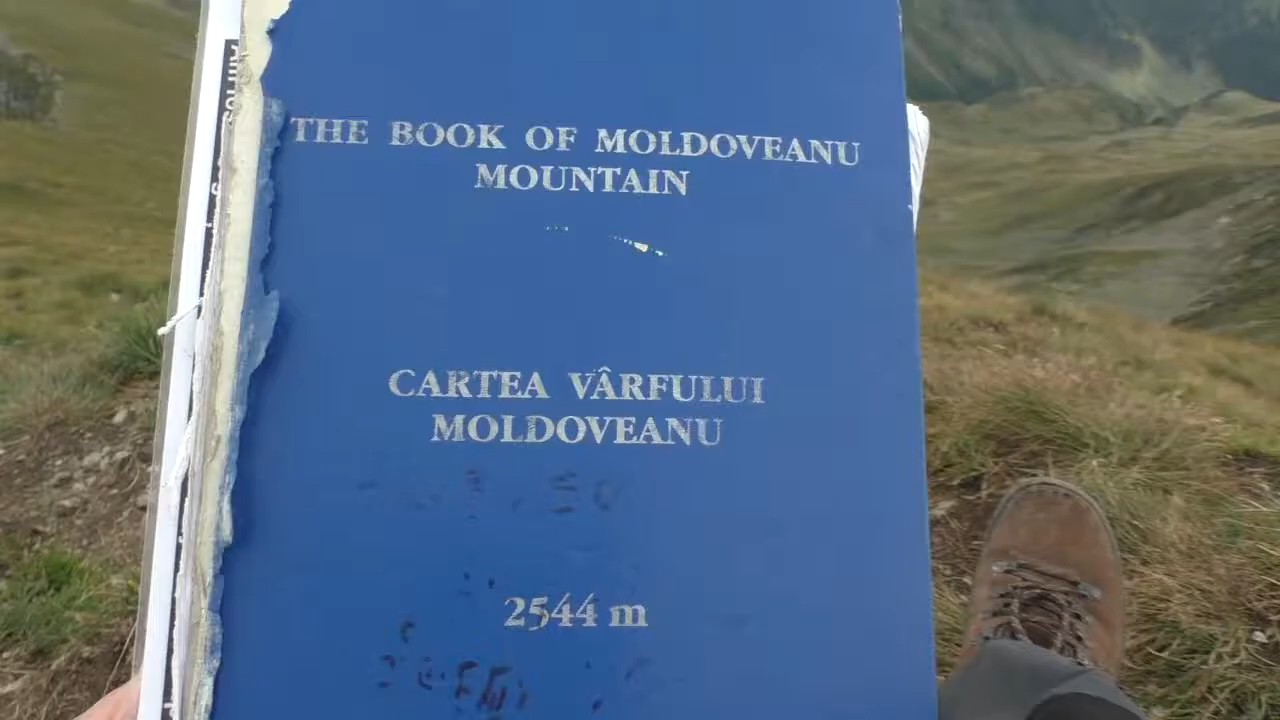 THE BOOK OF MOLDOVEANU
MOUNTAIN
CARTEA VÂRFULUI
MOLDOVEANU
2544 m